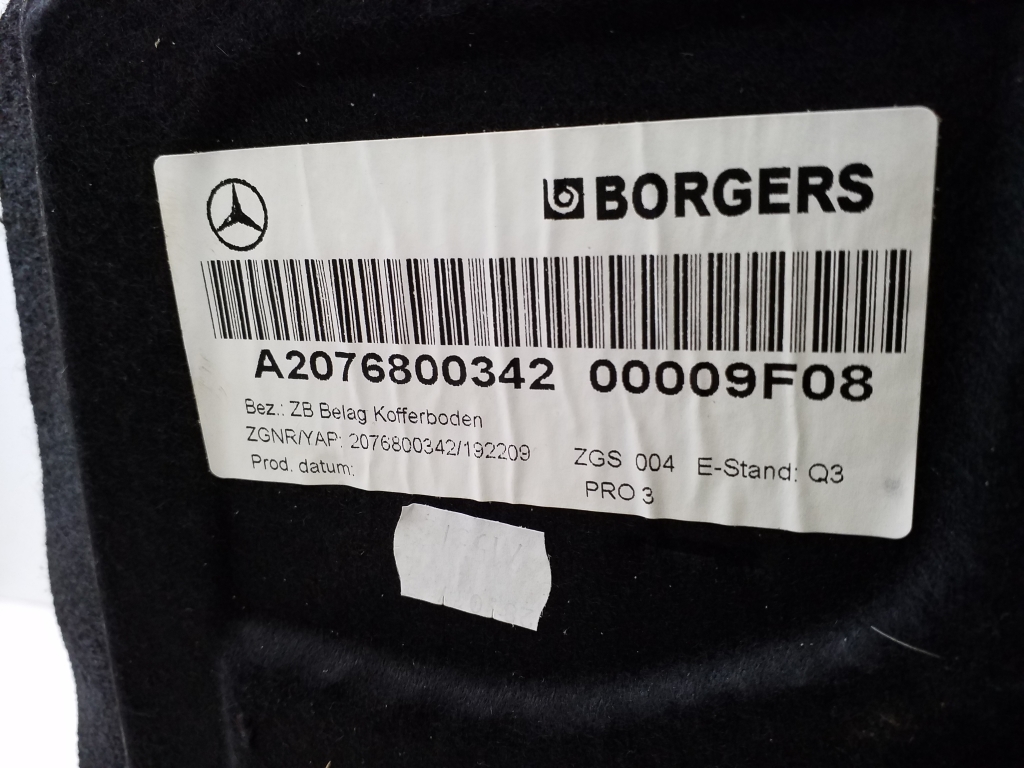 BORGERS
A2076800342 00009F08
Bez.: ZB Belag Kofferboden
ZGNR/YAP: 2076800342/192209 ZGS 004 E-Stand: Q3
Prod. datum: PRO 3